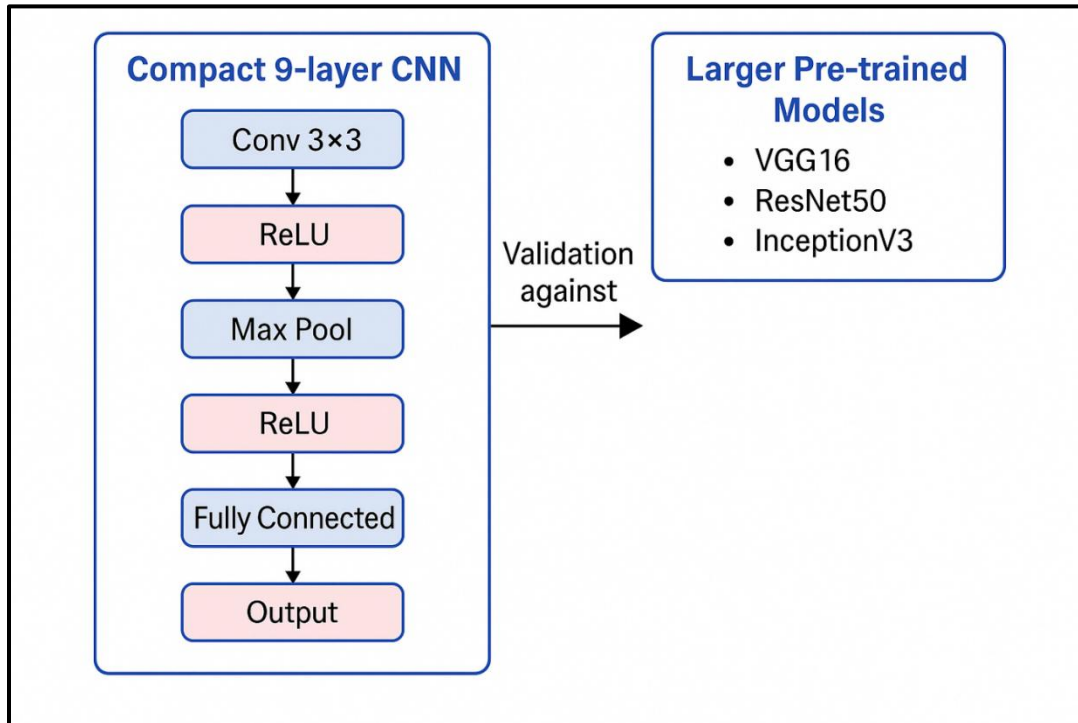 Compact 9-layer CNN
Conv 3×3
ReLU
Max Pool
ReLU
Fully Connected
Output
Validation
against
Larger Pre-trained
Models
• VGG16
• ResNet50
• InceptionV3